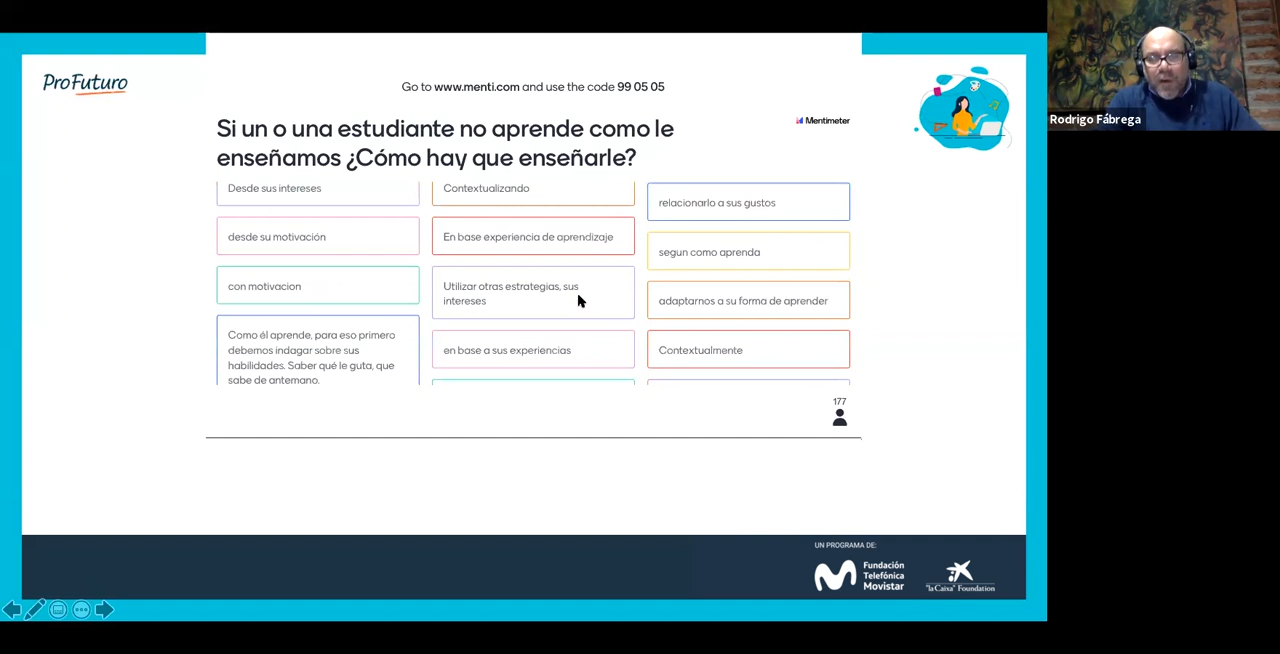 ProFuturo
Go to www.menti.com and use the code 99 05 05
Mentimeter
Si un o una estudiante no aprende como le
enseñamos ¿Cómo hay que enseñarle?
Desde sus intereses
desde su motivación
con motivacion
Como él aprende, para eso primero
debemos indagar sobre sus
habilidades. Saber qué le guta, que
sabe de antemano.
Contextualizando
En base experiencia de aprendizaje
Utilizar otras estrategias, sus
intereses
en base a sus experiencias
relacionarlo a sus gustos
segun como aprenda
adaptarnos a su forma de aprender
Contextualmente
177
UN PROGRAMA DE:
Fundación
Telefónica
Movistar
"la Caixa" Foundation
Rodrigo Fábrega